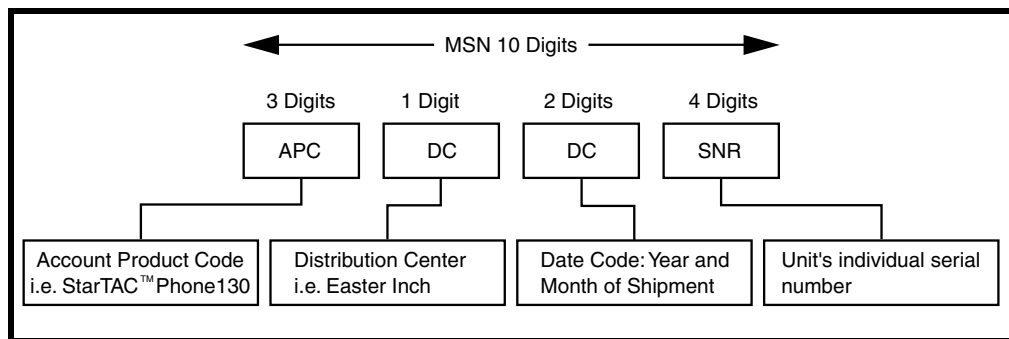 MSN 10 Digits
3 Digits
1 Digit
2 Digits
4 Digits
APC
DC
DC
SNR
Account Product Code
i.e. StarTAC™Phone130
Distribution Center
i.e. Easter Inch
Date Code: Year and
Month of Shipment
Unit's individual serial
number